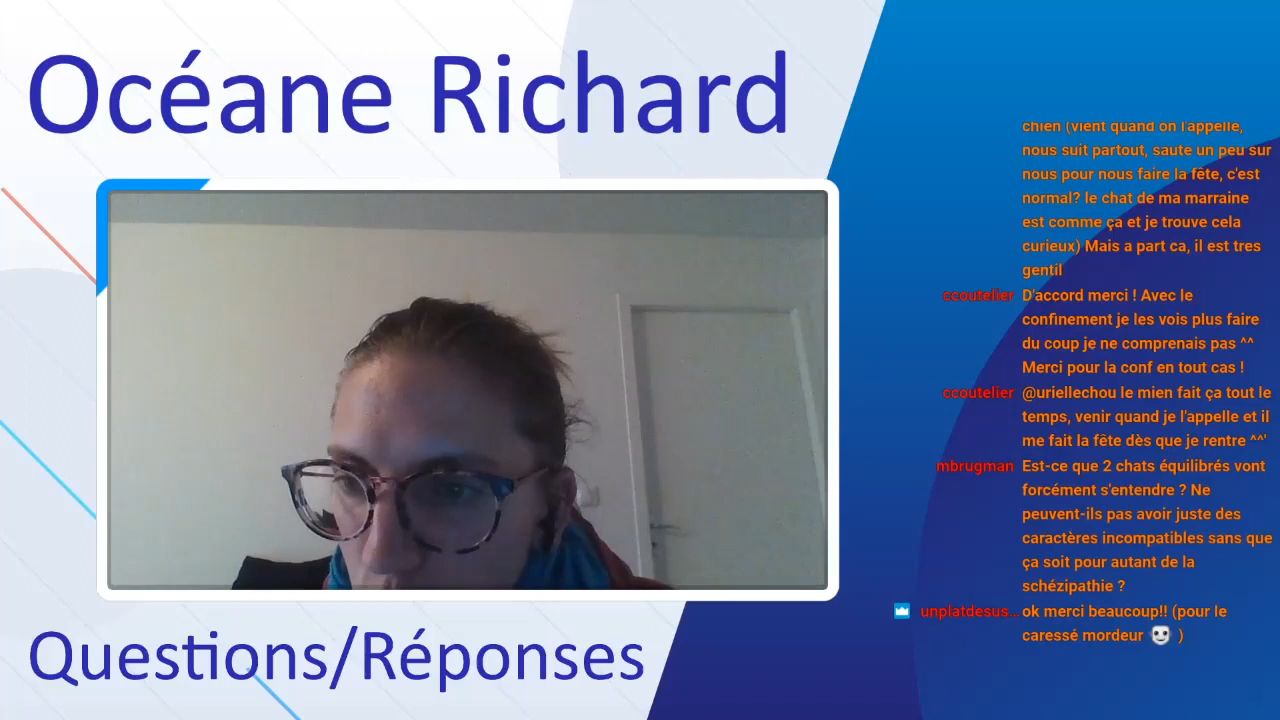 Océane Richard
chien (vient quand on l'appelle,
nous suit partout, saute un peu sur
nous pour nous faire la fête, c'est
normal? le chat de ma marraine
est comme ça et je trouve cela
curieux) Mais a part ca, il est tres
gentil
ccoutelier D'accord merci ! Avec le
confinement je les vois plus faire
du coup je ne comprenais pas ^^
Merci pour la conf en tout cas !
ccoutelier @uriellechou le mien fait ça tout le
temps, venir quand je l'appelle et il
me fait la fête dès que je rentre ^^'
mbrugman Est-ce que 2 chats équilibrés vont
forcément s'entendre ? Ne
peuvent-ils pas avoir juste des
caractères incompatibles sans que
ça soit pour autant de la
schézipathie ?
unplatdesus... ok merci beaucoup!! (pour le
caressé mordeur )
Questions/Réponses